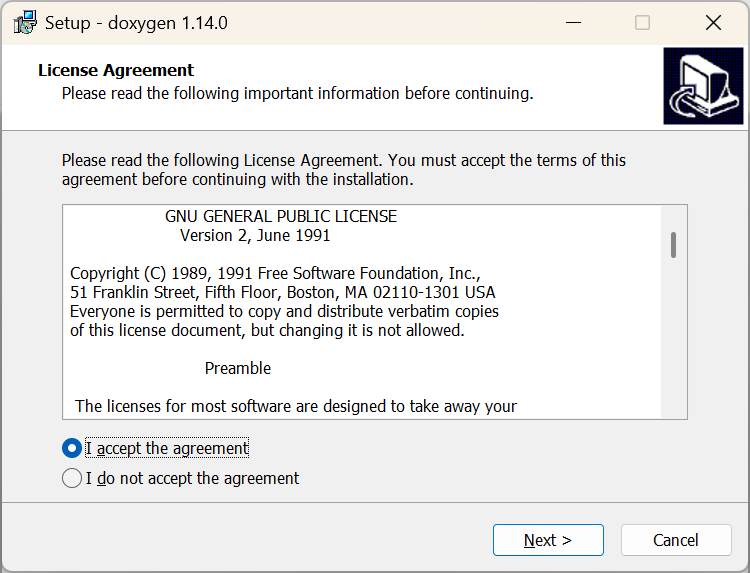 Setup - doxygen 1.14.0
License Agreement
Please read the following important information before continuing.
Please read the following License Agreement. You must accept the terms of this
agreement before continuing with the installation.
GNU GENERAL PUBLIC LICENSE
Version 2, June 1991
Copyright (C) 1989, 1991 Free Software Foundation, Inc.,
51 Franklin Street, Fifth Floor, Boston, MA 02110-1301 USA
Everyone is permitted to copy and distribute verbatim copies
of this license document, but changing it is not allowed.
Preamble
The licenses for most software are designed to take away your
I accept the agreement
I do not accept the agreement
Next >
Cancel